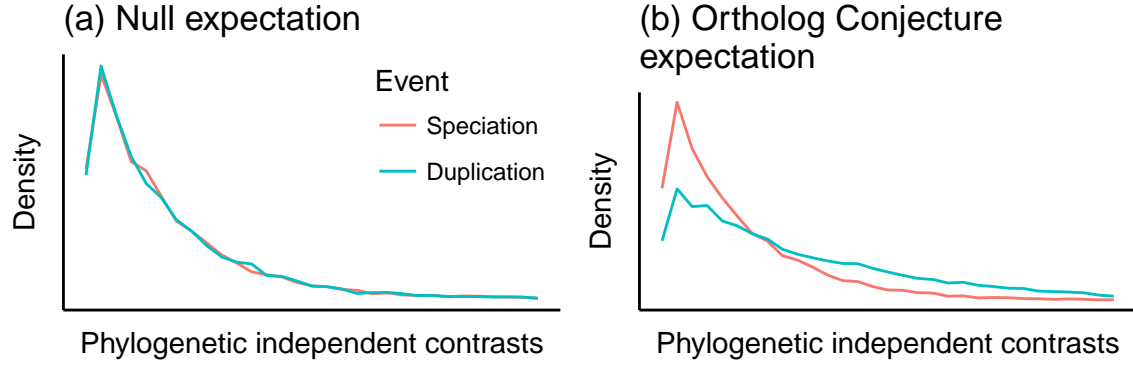 (a) Null expectation
Event
Speciation
Duplication
Density
Phylogenetic independent contrasts
(b) Ortholog Conjecture
expectation
Density
Phylogenetic independent contrasts